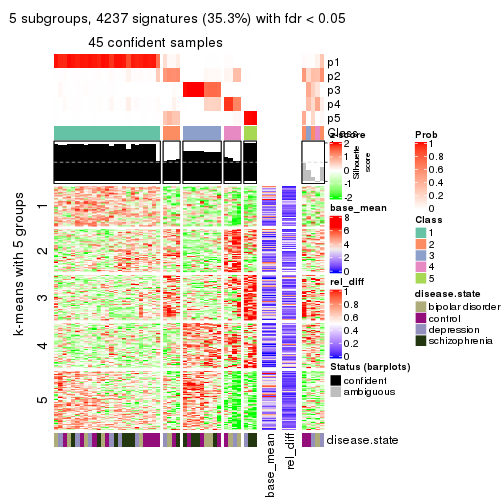 5 subgroups, 4237 signatures (35.3%) with fdr < 0.05
45 confident samples
p1
p2
p3
p4
p5
Class
Silhouette score
k-means with 5 groups
1
2
3
4
5
disease.state
base_mean
rel_diff
z-score
2
1
0
-1
-2
base_mean
8
6
4
2
0
rel_diff
1
0.8
0.6
0.4
0.2
0
Status (barplots)
confident
ambiguous
Prob
1
0.8
0.6
0.4
0.2
0
Class
1
2
3
4
5
disease.state
bipolar disorder
control
depression
schizophrenia